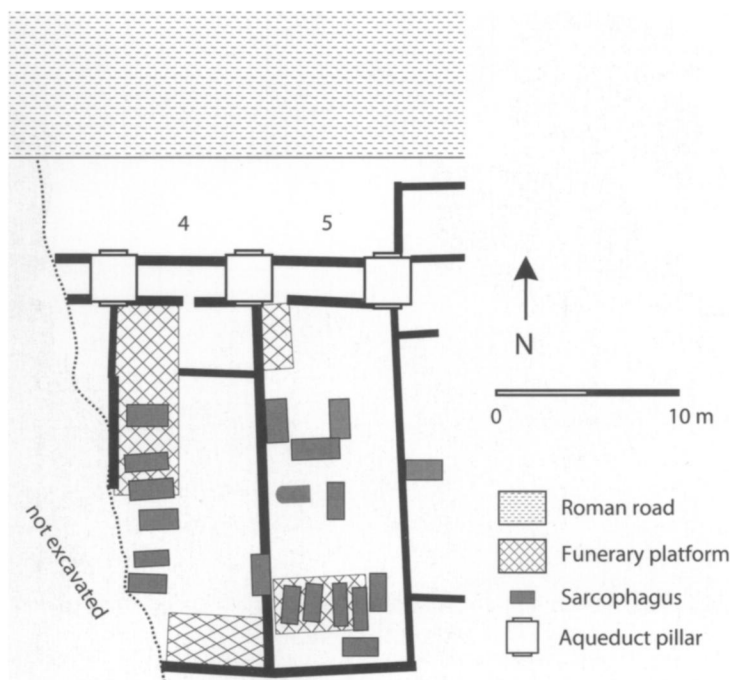 4 5
N
0 10 m
not excavated
Roman road
Funerary platform
Sarcophagus
Aqueduct pillar